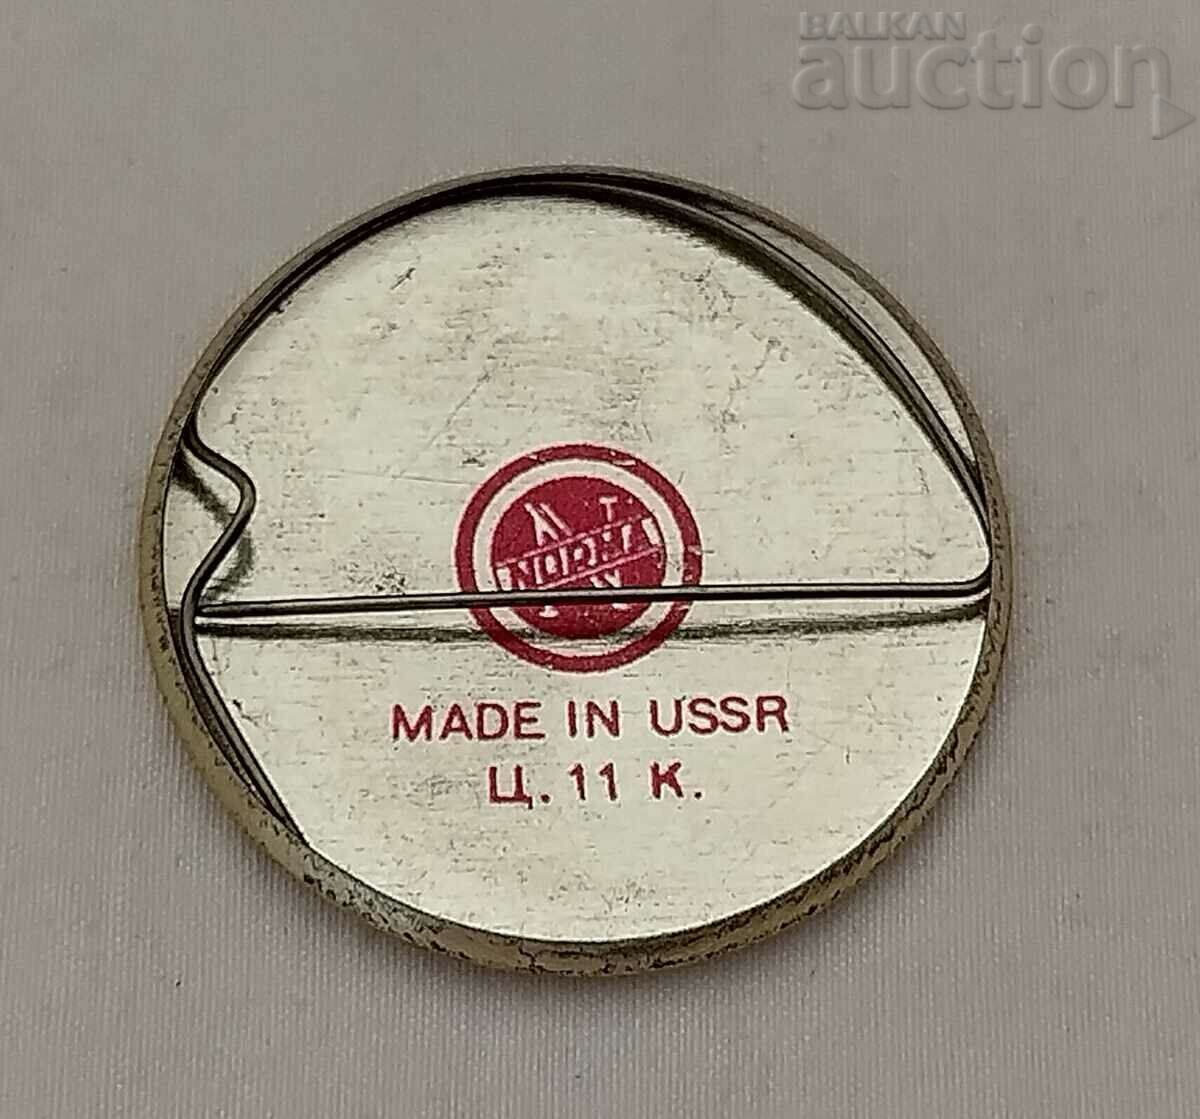 BALKAN
auction
MADE IN USSR
Ц. 11 К.